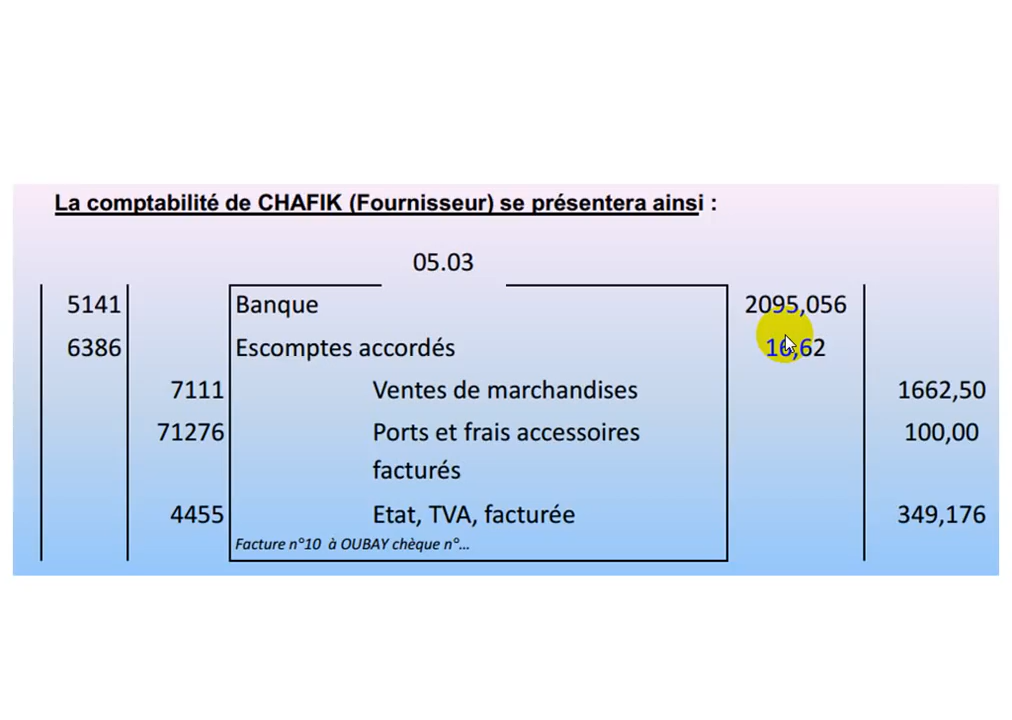 La comptabilité de CHAFIK (Fournisseur) se présentera ainsi :
05.03
5141 Banque 2095,056
6386 Escomptes accordés 16,62
7111 Ventes de marchandises 1662,50
71276 Ports et frais accessoires 100,00
facturés
4455 Etat, TVA, facturée 349,176
Facture n°10 à OUBAY chèque n°...